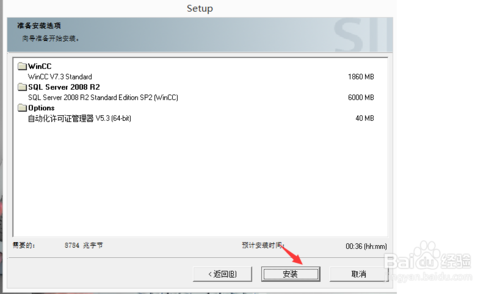 Setup
准备安装选项
向导准备开始安装。
WinCC
WinCC V7.3 Standard 1860 MB
SQL Server 2008 R2
SQL Server 2008 R2 Standard Edition SP2 (WinCC) 6000 MB
Options
自动化许可证管理器 V5.3 (64-bit) 40 MB
需要的: 8784 兆字节 预计安装时间: 00:36 (hh:mm)
< 返回(B) 安装 取消
Baidu 经验
jingyan.baidu.com